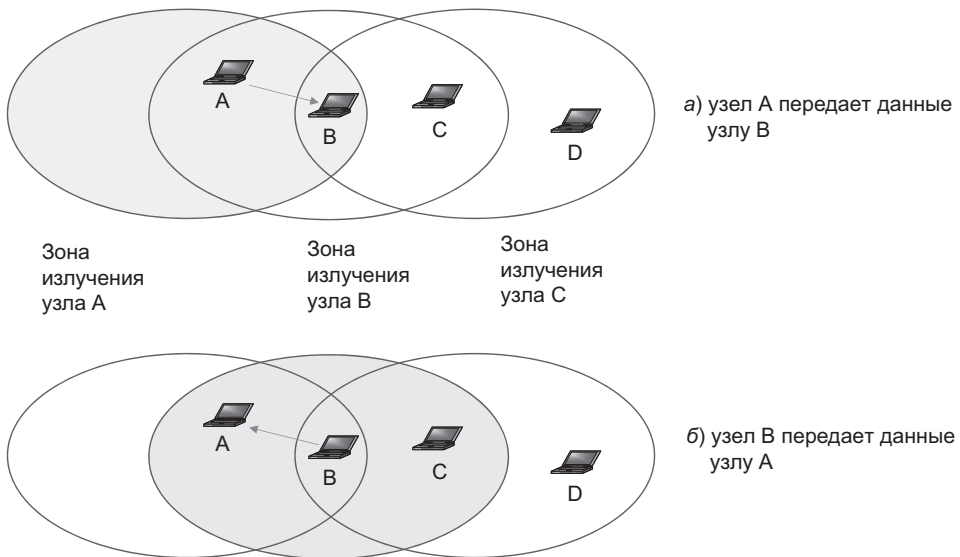 A
B
C
D
а) узел А передает данные
узлу В
Зона
излучения
узла А
Зона
излучения
узла В
Зона
излучения
узла С
A
B
C
D
б) узел В передает данные
узлу А